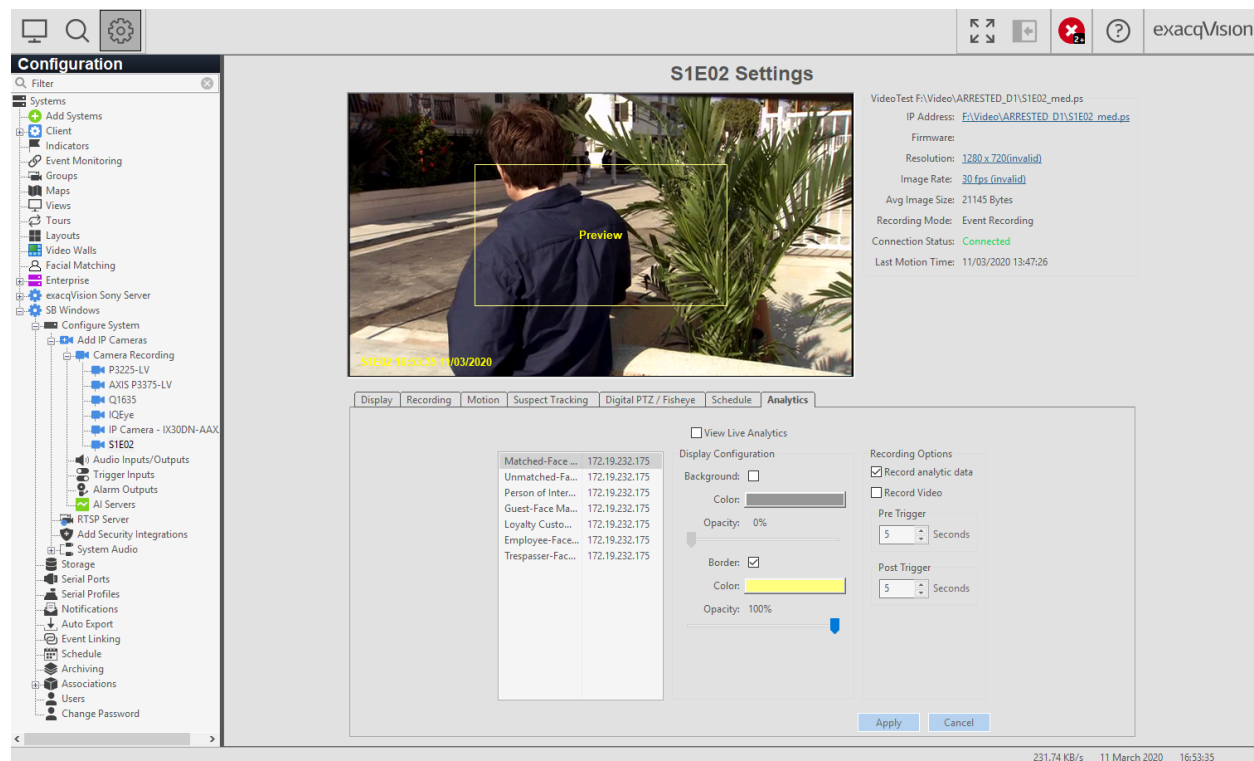 2+
?
exacqVision
Configuration
Filter
Systems
Add Systems
Client
Indicators
Event Monitoring
Groups
Maps
Views
Tours
Layouts
Video Walls
Facial Matching
Enterprise
exacqVision Sony Server
SB Windows
Configure System
Add IP Cameras
Camera Recording
P3225-LV
AXIS P3375-LV
Q1635
IQEye
IP Camera - IX30DN-AAX
S1E02
Audio Inputs/Outputs
Trigger Inputs
Alarm Outputs
AI Servers
RTSP Server
Add Security Integrations
System Audio
Storage
Serial Ports
Serial Profiles
Notifications
Auto Export
Event Linking
Schedule
Archiving
Associations
Users
Change Password
S1E02 Settings
Preview
S1E02 11/03/2020
VideoTest F:\Video\ARRESTED_D1\S1E02_med.ps
IP Address: F:\Video\ARRESTED_D1\S1E02_med.ps
Firmware:
Resolution: 1280 x 720(invalid)
Image Rate: 30 fps (invalid)
Avg Image Size: 21145 Bytes
Recording Mode: Event Recording
Connection Status: Connected
Last Motion Time: 11/03/2020 13:47:26
Display Recording Motion Suspect Tracking Digital PTZ / Fisheye Schedule Analytics
View Live Analytics
Matched-Face ... 172.19.232.175
Unmatched-Fa... 172.19.232.175
Person of Inter... 172.19.232.175
Guest-Face Ma... 172.19.232.175
Loyalty Custo... 172.19.232.175
Employee-Face... 172.19.232.175
Trespasser-Fac... 172.19.232.175
Display Configuration
Background:
Color:
Opacity: 0%
Border:
Color:
Opacity: 100%
Recording Options
Record analytic data
Record Video
Pre Trigger
5 Seconds
Post Trigger
5 Seconds
Apply Cancel
231.74 KB/s 11 March 2020 16:53:35